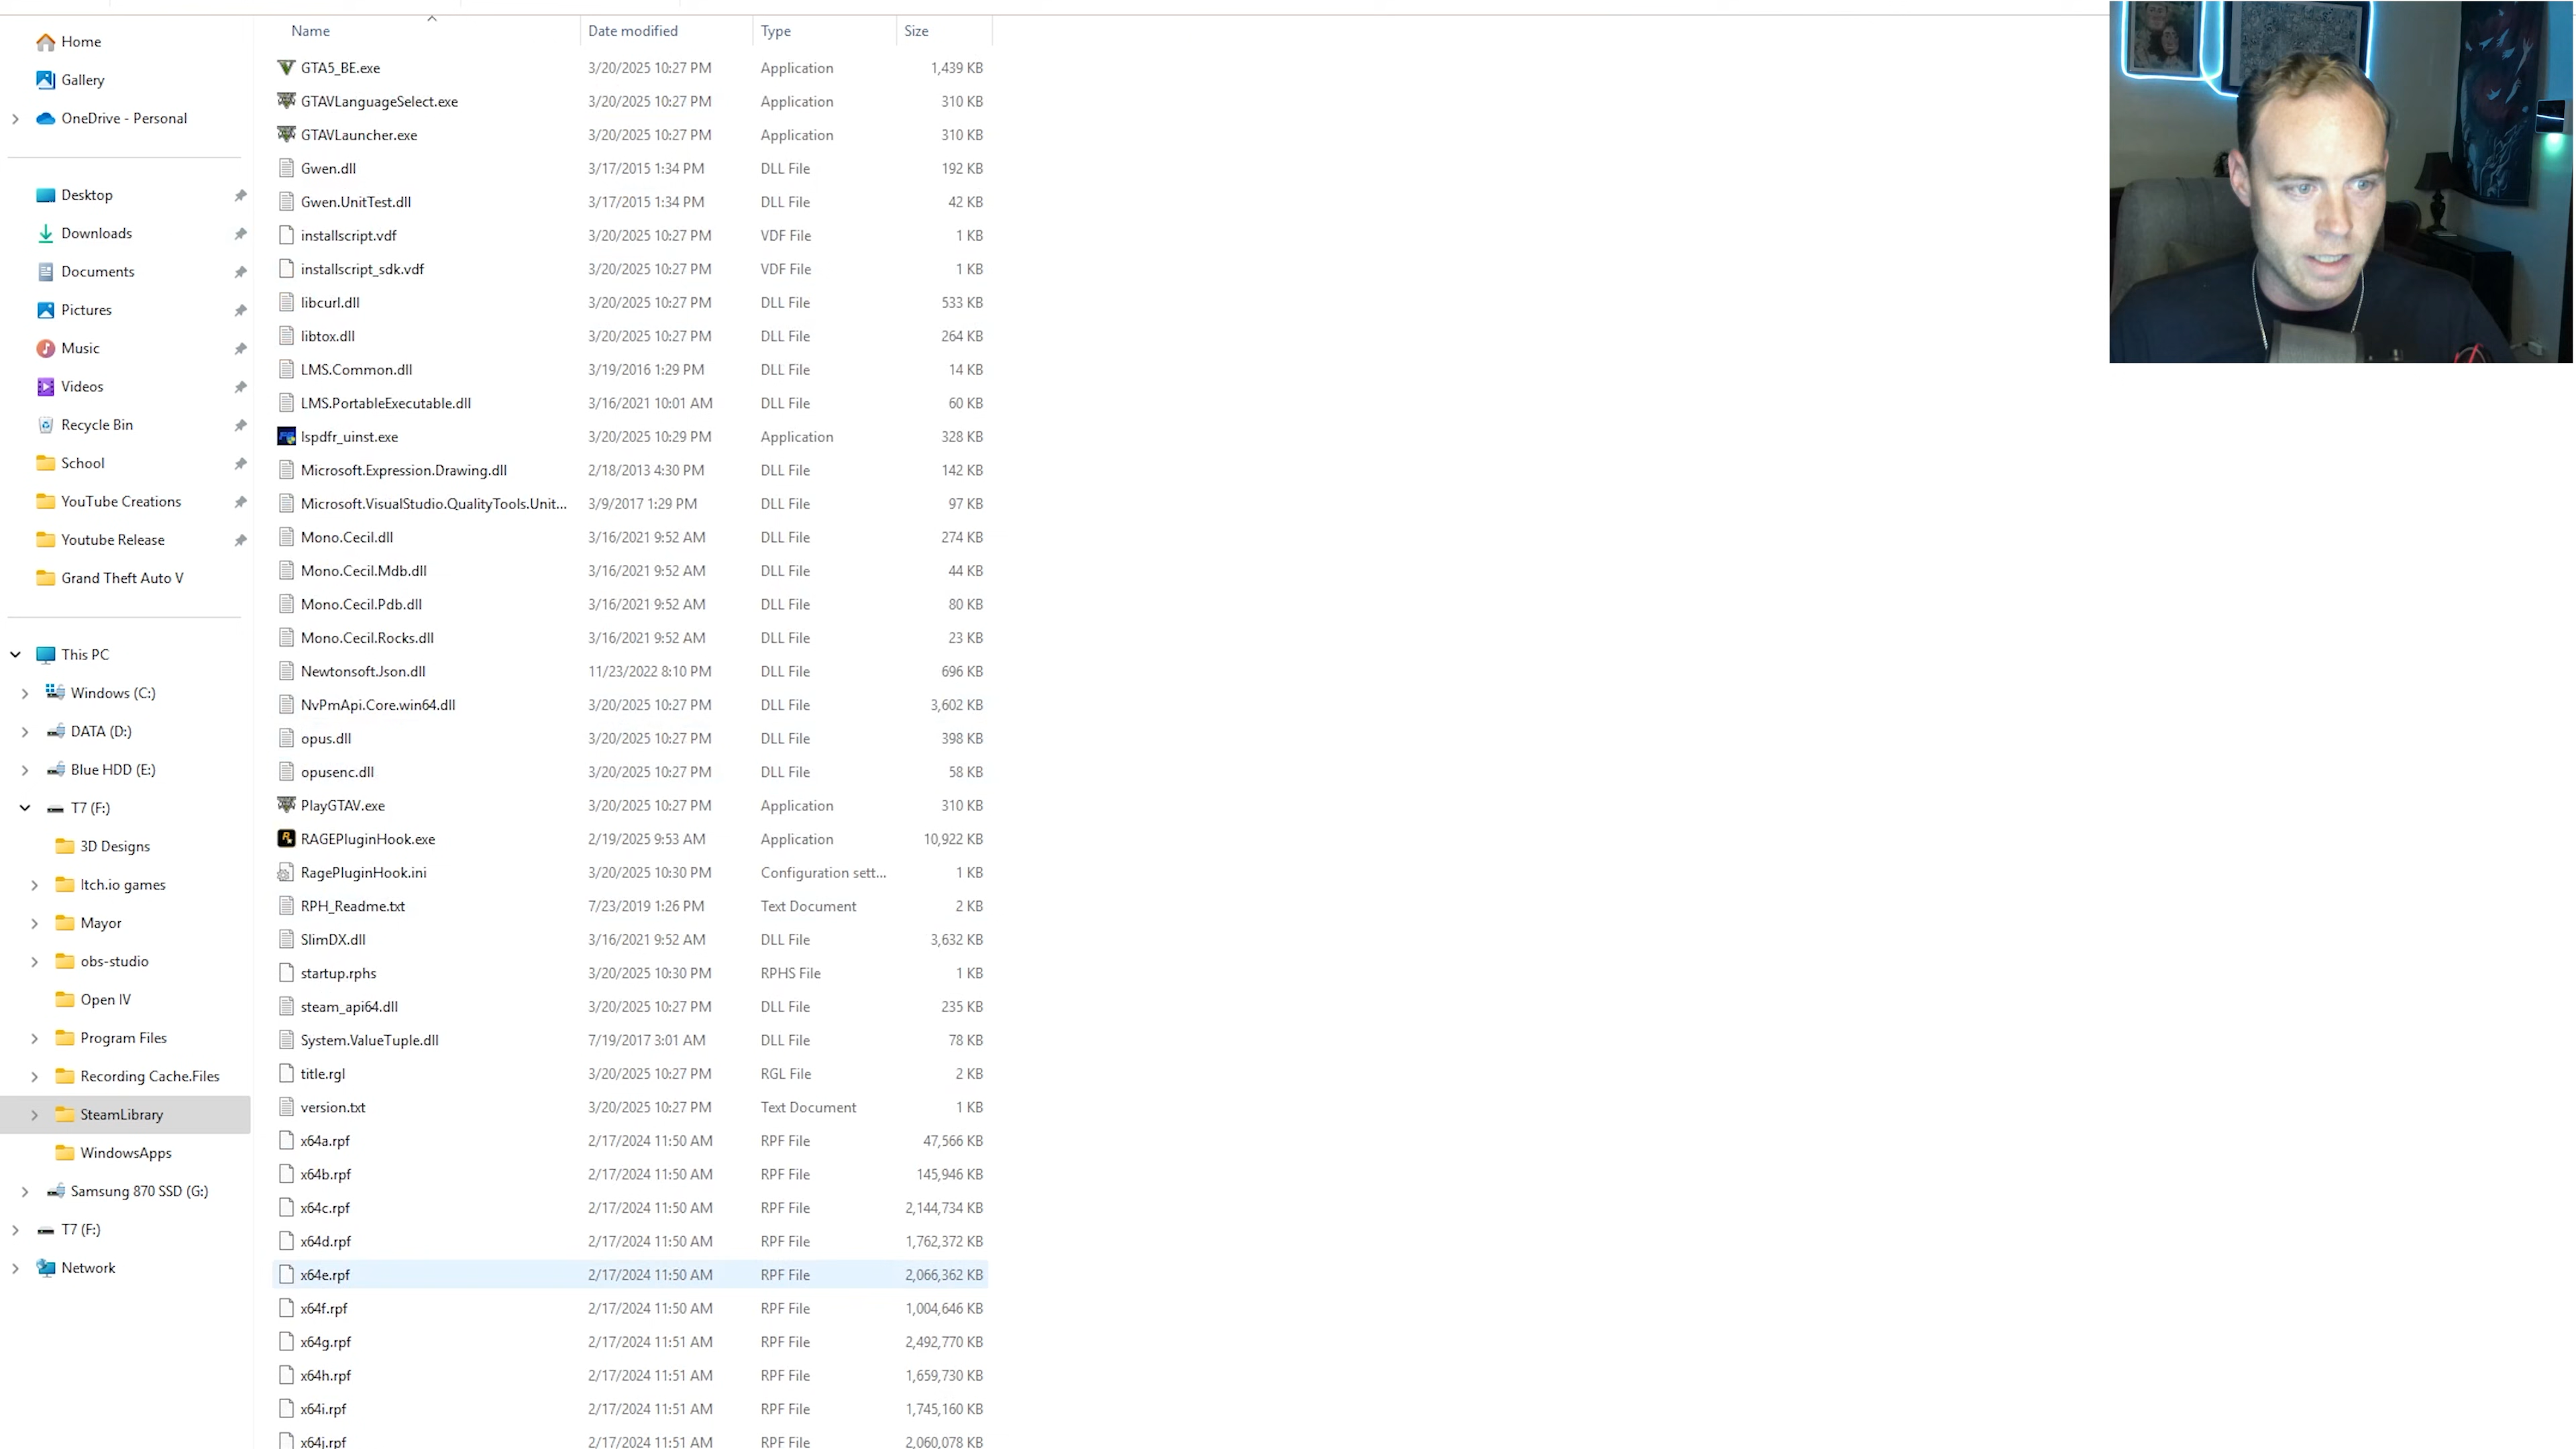 Name Date modified Type Size
Home
Gallery
OneDrive - Personal
Desktop
Downloads
Documents
Pictures
Music
Videos
Recycle Bin
School
YouTube Creations
Youtube Release
Grand Theft Auto V
This PC
Windows (C:)
DATA (D:)
Blue HDD (E:)
T7 (F:)
3D Designs
Itch.io games
Mayor
obs-studio
Open IV
Program Files
Recording Cache.Files
SteamLibrary
WindowsApps
Samsung 870 SSD (G:)
T7 (F:)
Network
GTA5_BE.exe 3/20/2025 10:27 PM Application 1,439 KB
GTAVLanguageSelect.exe 3/20/2025 10:27 PM Application 310 KB
GTAVLauncher.exe 3/20/2025 10:27 PM Application 310 KB
Gwen.dll 3/17/2015 1:34 PM DLL File 192 KB
Gwen.UnitTest.dll 3/17/2015 1:34 PM DLL File 42 KB
installscript.vdf 3/20/2025 10:27 PM VDF File 1 KB
installscript_sdk.vdf 3/20/2025 10:27 PM VDF File 1 KB
libcurl.dll 3/20/2025 10:27 PM DLL File 533 KB
libtox.dll 3/20/2025 10:27 PM DLL File 264 KB
LMS.Common.dll 3/19/2016 1:29 PM DLL File 14 KB
LMS.PortableExecutable.dll 3/16/2021 10:01 AM DLL File 60 KB
lspdfr_uinst.exe 3/20/2025 10:29 PM Application 328 KB
Microsoft.Expression.Drawing.dll 2/18/2013 4:30 PM DLL File 142 KB
Microsoft.VisualStudio.QualityTools.Unit... 3/9/2017 1:29 PM DLL File 97 KB
Mono.Cecil.dll 3/16/2021 9:52 AM DLL File 274 KB
Mono.Cecil.Mdb.dll 3/16/2021 9:52 AM DLL File 44 KB
Mono.Cecil.Pdb.dll 3/16/2021 9:52 AM DLL File 80 KB
Mono.Cecil.Rocks.dll 3/16/2021 9:52 AM DLL File 23 KB
Newtonsoft.Json.dll 11/23/2022 8:10 PM DLL File 696 KB
NvPmApi.Core.win64.dll 3/20/2025 10:27 PM DLL File 3,602 KB
opus.dll 3/20/2025 10:27 PM DLL File 398 KB
opusenc.dll 3/20/2025 10:27 PM DLL File 58 KB
PlayGTAV.exe 3/20/2025 10:27 PM Application 310 KB
RAGEPluginHook.exe 2/19/2025 9:53 AM Application 10,922 KB
RagePluginHook.ini 3/20/2025 10:30 PM Configuration sett... 1 KB
RPH_Readme.txt 7/23/2019 1:26 PM Text Document 2 KB
SlimDX.dll 3/16/2021 9:52 AM DLL File 3,632 KB
startup.rphs 3/20/2025 10:30 PM RPHS File 1 KB
steam_api64.dll 3/20/2025 10:27 PM DLL File 235 KB
System.ValueTuple.dll 7/19/2017 3:01 AM DLL File 78 KB
title.rgl 3/20/2025 10:27 PM RGL File 2 KB
version.txt 3/20/2025 10:27 PM Text Document 1 KB
x64a.rpf 2/17/2024 11:50 AM RPF File 47,566 KB
x64b.rpf 2/17/2024 11:50 AM RPF File 145,946 KB
x64c.rpf 2/17/2024 11:50 AM RPF File 2,144,734 KB
x64d.rpf 2/17/2024 11:50 AM RPF File 1,762,372 KB
x64e.rpf 2/17/2024 11:50 AM RPF File 2,066,362 KB
x64f.rpf 2/17/2024 11:50 AM RPF File 1,004,646 KB
x64g.rpf 2/17/2024 11:51 AM RPF File 2,492,770 KB
x64h.rpf 2/17/2024 11:51 AM RPF File 1,659,730 KB
x64i.rpf 2/17/2024 11:51 AM RPF File 1,745,160 KB
x64j.rpf 2/17/2024 11:51 AM RPF File 2,060,078 KB